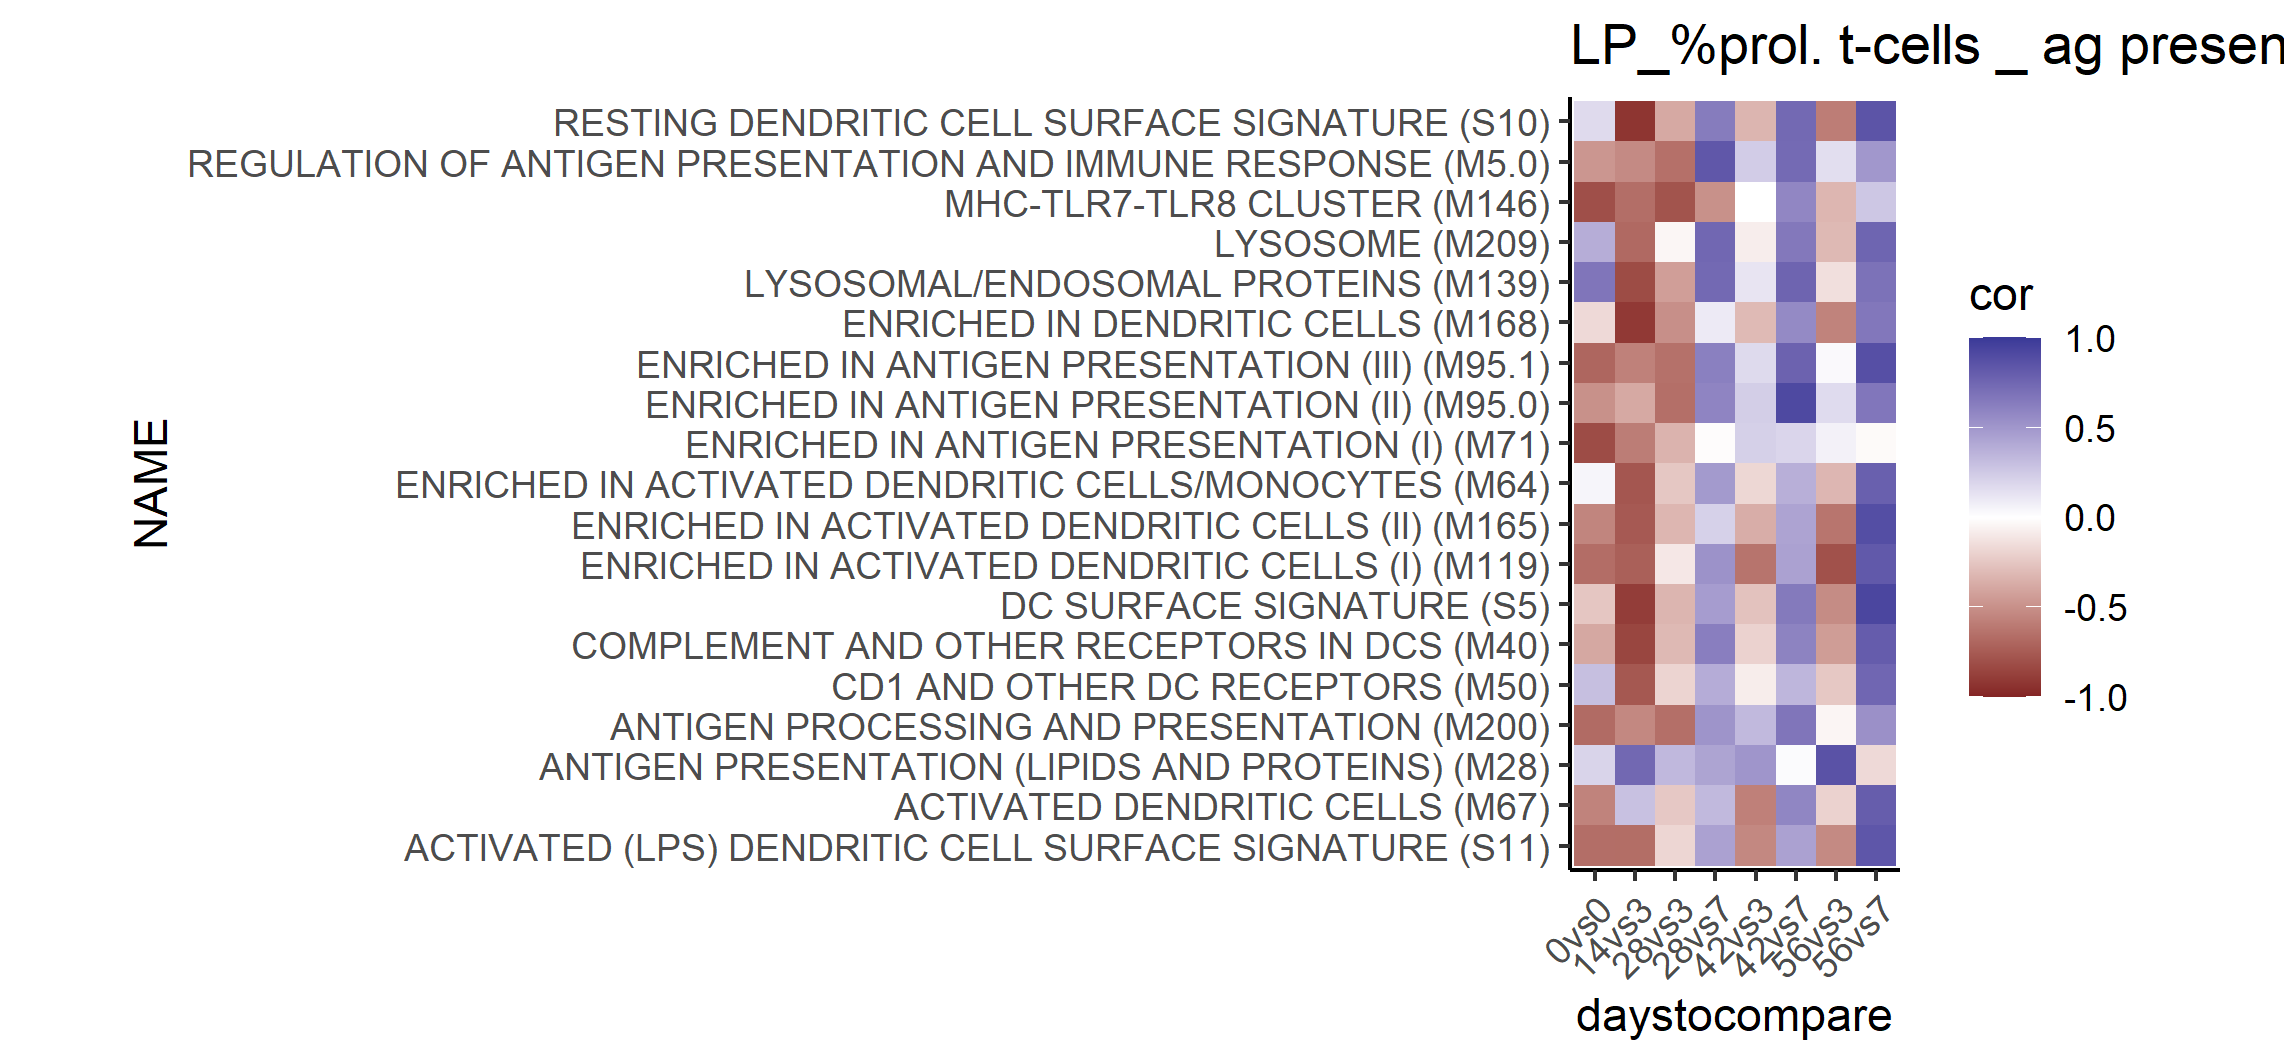 LP_%prol. t-cells _ ag presen
RESTING DENDRITIC CELL SURFACE SIGNATURE (S10)
REGULATION OF ANTIGEN PRESENTATION AND IMMUNE RESPONSE (M5.0)
MHC-TLR7-TLR8 CLUSTER (M146)
LYSOSOME (M209)
LYSOSOMAL/ENDOSOMAL PROTEINS (M139)
ENRICHED IN DENDRITIC CELLS (M168)
ENRICHED IN ANTIGEN PRESENTATION (III) (M95.1)
ENRICHED IN ANTIGEN PRESENTATION (II) (M95.0)
ENRICHED IN ANTIGEN PRESENTATION (I) (M71)
ENRICHED IN ACTIVATED DENDRITIC CELLS/MONOCYTES (M64)
ENRICHED IN ACTIVATED DENDRITIC CELLS (II) (M165)
ENRICHED IN ACTIVATED DENDRITIC CELLS (I) (M119)
DC SURFACE SIGNATURE (S5)
COMPLEMENT AND OTHER RECEPTORS IN DCS (M40)
CD1 AND OTHER DC RECEPTORS (M50)
ANTIGEN PROCESSING AND PRESENTATION (M200)
ANTIGEN PRESENTATION (LIPIDS AND PROTEINS) (M28)
ACTIVATED DENDRITIC CELLS (M67)
ACTIVATED (LPS) DENDRITIC CELL SURFACE SIGNATURE (S11)
NAME
0vs0
14vs3
28vs3
28vs7
42vs3
42vs7
56vs3
56vs7
daystocompare
cor
1.0
0.5
0.0
-0.5
-1.0